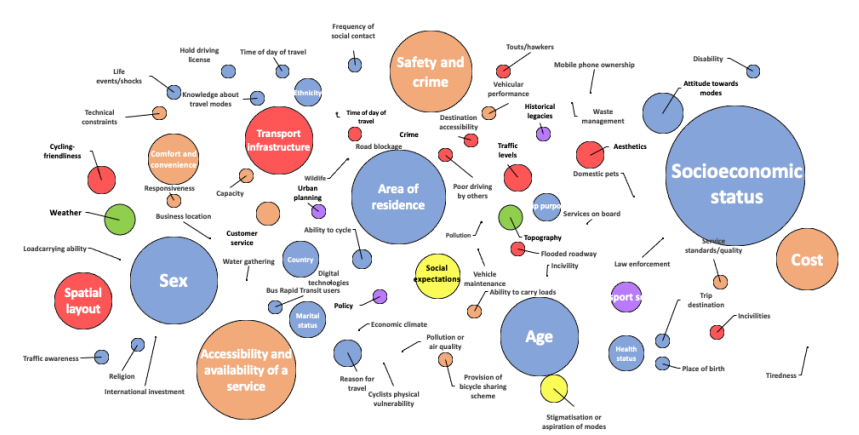 Frequency of
social contact
Hold driving
license
Time of day of travel
Touts/hawkers
Mobile phone ownership
Disability
Life
events/shocks
Safety and
crime
Vehicular
performance
Attitude towards
modes
Knowledge about
travel modes
Ethnicity
Historical
legacies
Waste
management
Technical
constraints
Time of day of
travel
Destination
accessibility
Transport
infrastructure
Crime
Road blockage
Cycling-
friendliness
Comfort and
convenience
Traffic
levels
Aesthetics
Domestic pets
Socioeconomic
status
Wildlife
Capacity
Responsiveness
Urban
planning
Area of
residence
Poor driving
by others
Weather
Business location
Services on board
Customer
service
Ability to cycle
Pollution
Topography
Loadcarrying ability
Flooded roadway
Service
standards/quality
Water gathering
Country
Social
expectations
Incivility
Law enforcement
Cost
Sex
Digital
technologies
Vehicle
maintenance
Bus Rapid Transit users
Ability to carry loads
Spatial
layout
Policy
Trip
destination
Marital
status
Economic climate
Incivilities
Age
Accessibility and
availability of a
service
Pollution or
air quality
Health
status
Traffic awareness
Religion
International investment
Reason for
travel
Cyclists physical
vulnerability
Provision of
bicycle sharing
scheme
Place of birth
Tiredness
Stigmatisation or
aspiration of modes